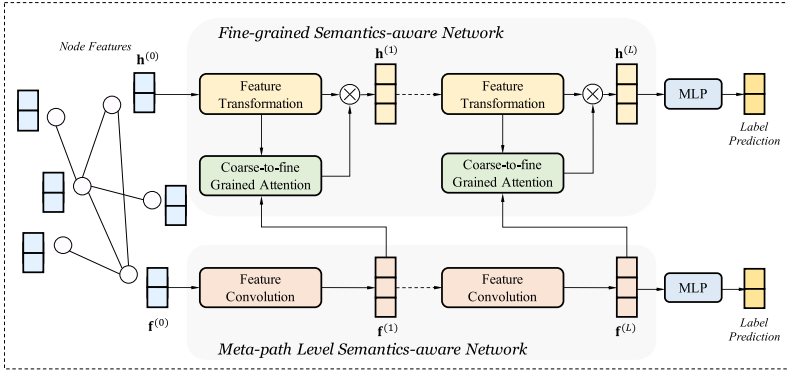 Fine-grained Semantics-aware Network
Node Features
h(0)
h(1)
h(L)
Feature
Transformation
Feature
Transformation
MLP
Label
Prediction
Coarse-to-fine
Grained Attention
Coarse-to-fine
Grained Attention
Feature
Convolution
Feature
Convolution
MLP
f(0)
f(1)
f(L)
Label
Prediction
Meta-path Level Semantics-aware Network